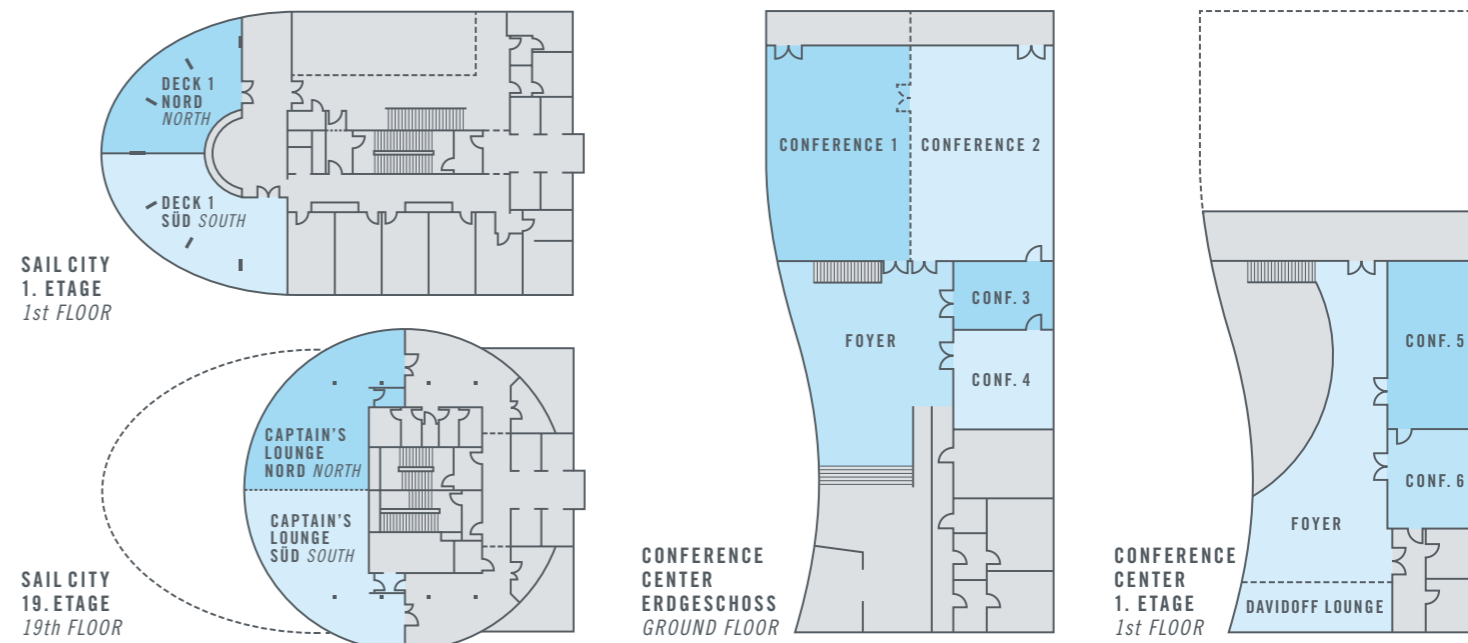 DECK 1
NORD
NORTH
DECK 1
SÜD SOUTH
SAIL CITY
1. ETAGE
1st FLOOR
CAPTAIN'S
LOUNGE
NORD NORTH
CAPTAIN'S
LOUNGE
SÜD SOUTH
SAIL CITY
19. ETAGE
19th FLOOR
CONFERENCE 1
CONFERENCE 2
CONF. 3
FOYER
CONF. 4
CONFERENCE
CENTER
ERDGESCHOSS
GROUND FLOOR
CONF. 5
CONF. 6
FOYER
DAVIDOFF LOUNGE
CONFERENCE
CENTER
1. ETAGE
1st FLOOR